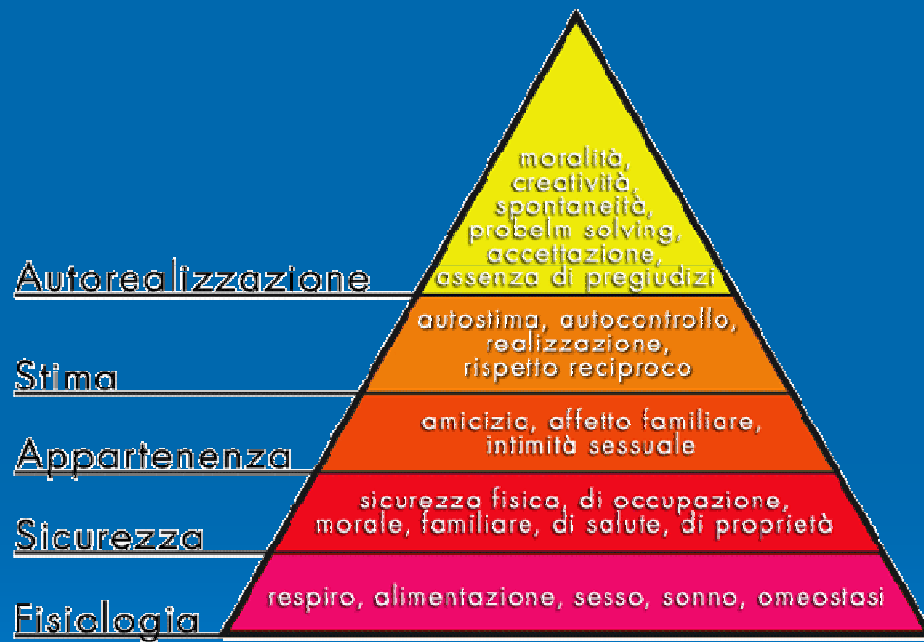 moralità,
creatività,
spontaneità,
probelm solving,
accettazione,
assenza di pregiudizi
Autorealizzazione
autostima, autocontrollo,
realizzazione,
rispetto reciproco
Stima
amicizia, affetto familiare,
intimità sessuale
Appartenenza
sicurezza fisica, di occupazione,
morale, familiare, di salute, di proprietà
Sicurezza
respiro, alimentazione, sesso, sonno, omeostasi
Fisiologia